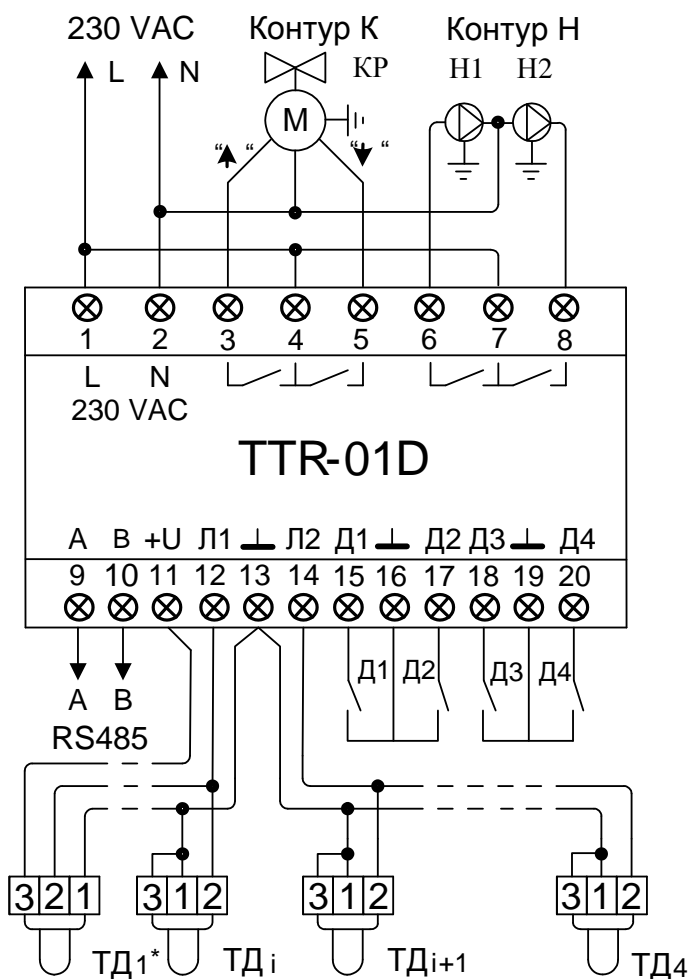 230 VAC Контур К Контур Н
L N КР Н1 Н2
М
“ “ “ “
1 2 3 4 5 6 7 8
L N
230 VAC
TTR-01D
A B +U Л1 Л2 Д1 Д2 Д3 Д4
9 10 11 12 13 14 15 16 17 18 19 20
Д1 Д2 Д3 Д4
A B
RS485
3 2 1 3 1 2 3 1 2 3 1 2
ТД1* ТД i ТДi+1 ТД4